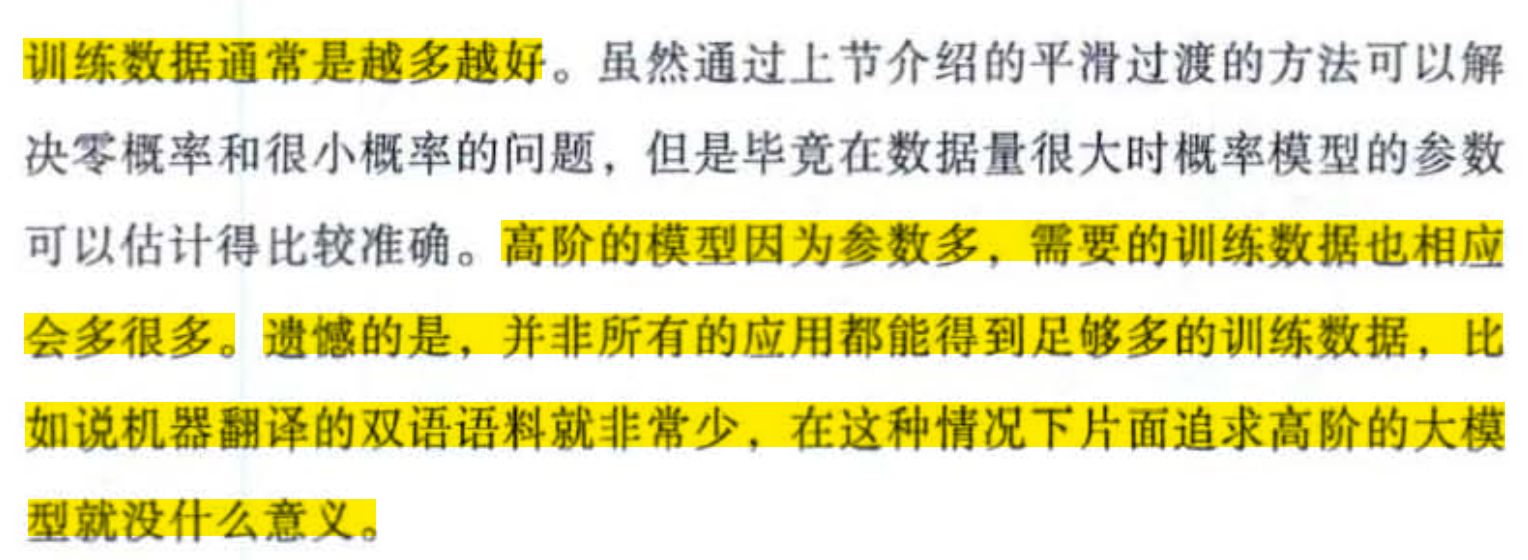 训练数据通常是越多越好。虽然通过上节介绍的平滑过渡的方法可以解
决零概率和很小概率的问题，但是毕竟在数据量很大时概率模型的参数
可以估计得比较准确。高阶的模型因为参数多，需要的训练数据也相应
会多很多。遗憾的是，并非所有的应用都能得到足够多的训练数据，比
如说机器翻译的双语语料就非常少，在这种情况下片面追求高阶的大模
型就没什么意义。